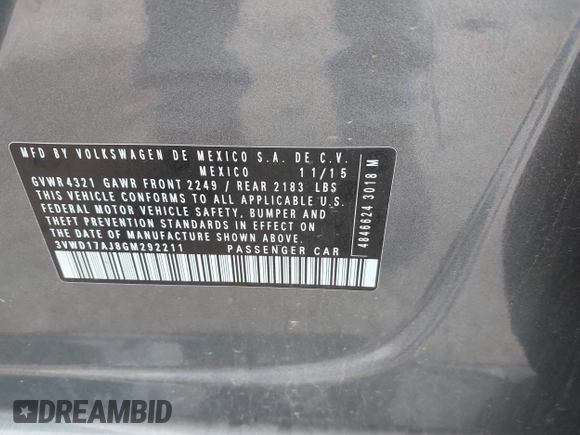 MFD BY VOLKSWAGEN DE MEXICO S.A. DE C.V.
MEXICO 11/15
GVWR 4321 GAWR FRONT 2249 / REAR 2183 LBS
THIS VEHICLE CONFORMS TO ALL APPLICABLE U.S.
FEDERAL MOTOR VEHICLE SAFETY, BUMPER AND
THEFT PREVENTION STANDARDS IN EFFECT ON
THE DATE OF MANUFACTURE SHOWN ABOVE.
3VWD17AJ8GM292211 PASSENGER CAR
4846624 3018 M
DREAMBID